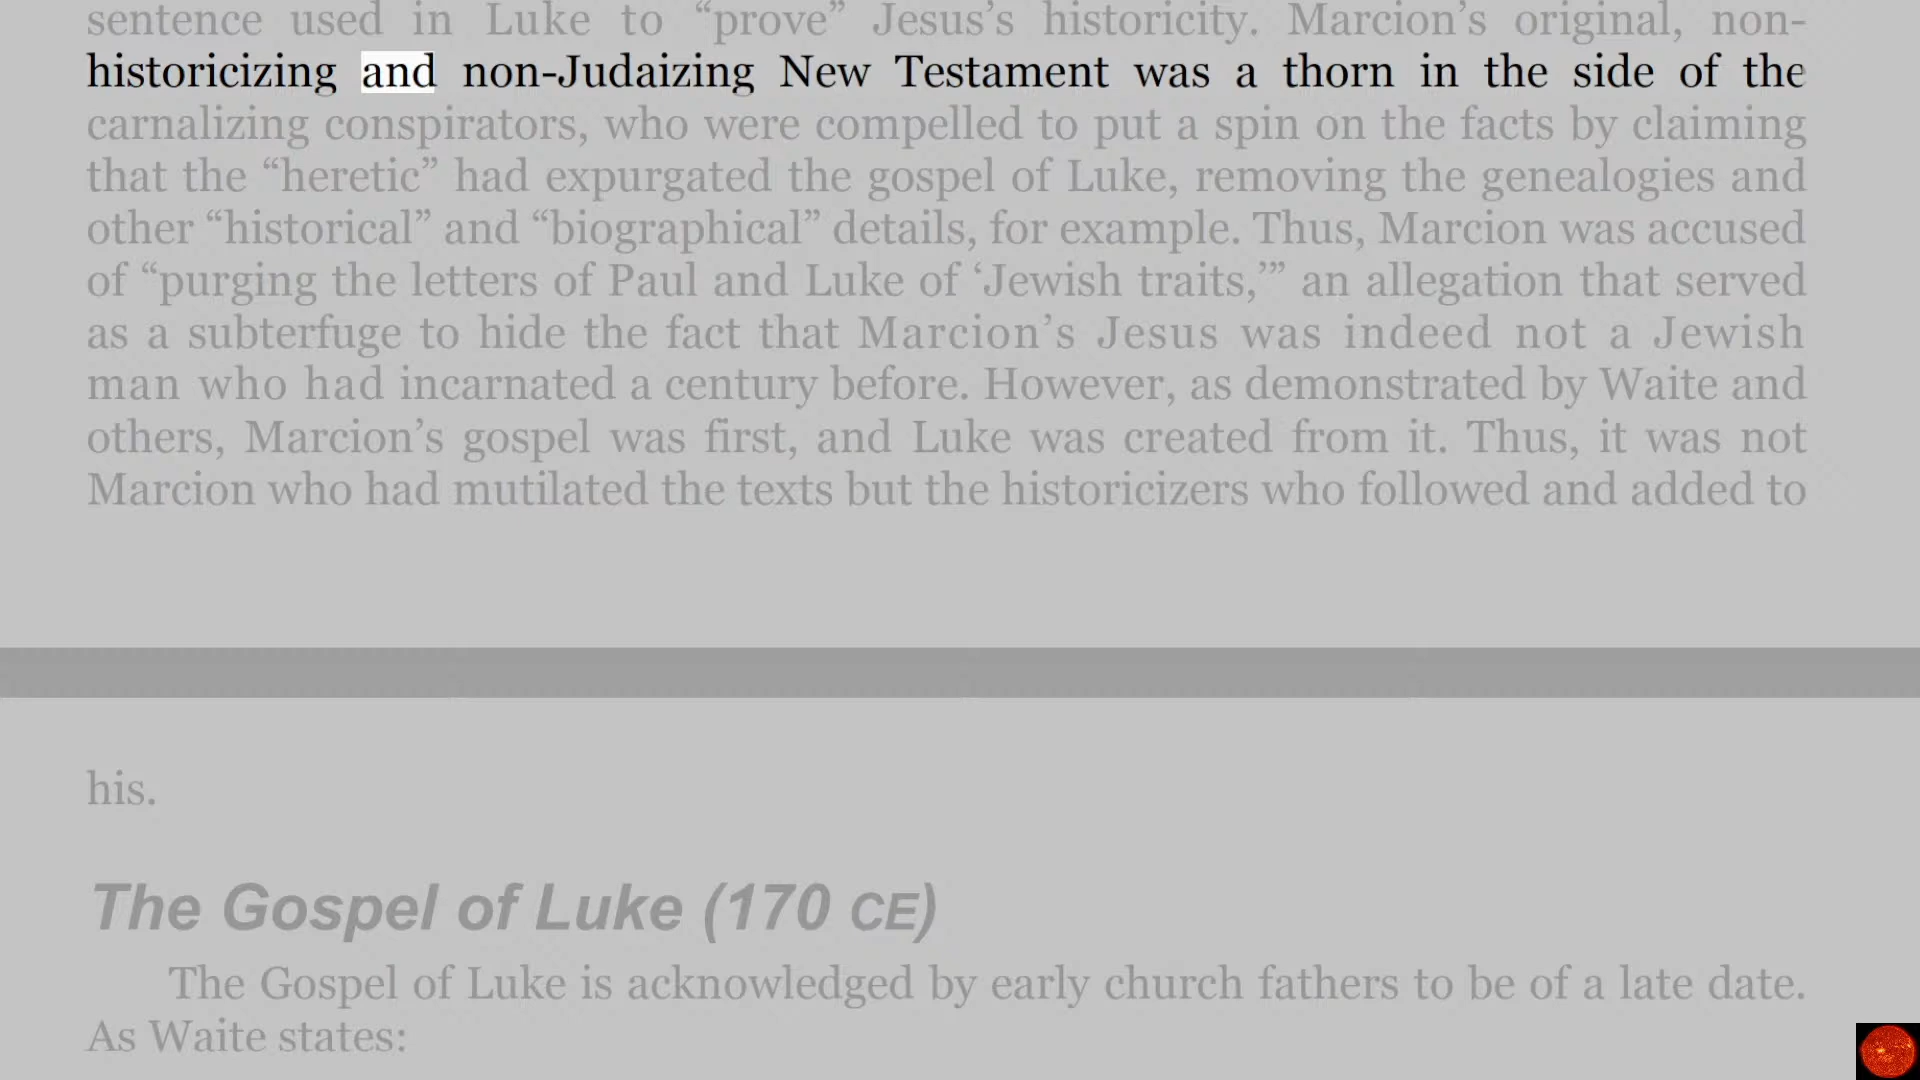 sentence used in Luke to “prove” Jesus’s historicity. Marcion’s original, non-
historicizing and non-Judaizing New Testament was a thorn in the side of the
carnalizing conspirators, who were compelled to put a spin on the facts by claiming
that the “heretic” had expurgated the gospel of Luke, removing the genealogies and
other “historical” and “biographical” details, for example. Thus, Marcion was accused
of “purging the letters of Paul and Luke of ‘Jewish traits,’” an allegation that served
as a subterfuge to hide the fact that Marcion’s Jesus was indeed not a Jewish
man who had incarnated a century before. However, as demonstrated by Waite and
others, Marcion’s gospel was first, and Luke was created from it. Thus, it was not
Marcion who had mutilated the texts but the historicizers who followed and added to
his.
The Gospel of Luke (170 CE)
The Gospel of Luke is acknowledged by early church fathers to be of a late date.
As Waite states: